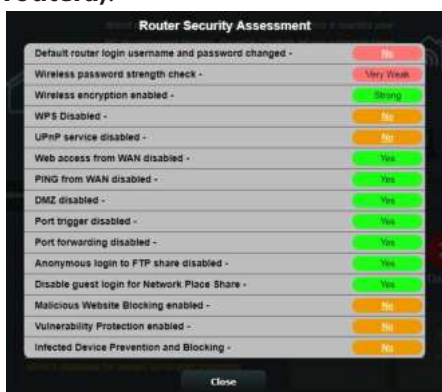 Router Security Assessment
Default router login username and password changed - No
Wireless password strength check - Very Weak
Wireless encryption enabled - Strong
WPS Disabled - No
UPnP service disabled - No
Web access from WAN disabled - Yes
PING from WAN disabled - Yes
DMZ disabled - Yes
Port trigger disabled - Yes
Port forwarding disabled - Yes
Anonymous login to FTP share disabled - Yes
Disable guest login for Network Place Share - Yes
Malicious Website Blocking enabled - No
Vulnerability Protection enabled - No
Infected Device Prevention and Blocking - No
Close